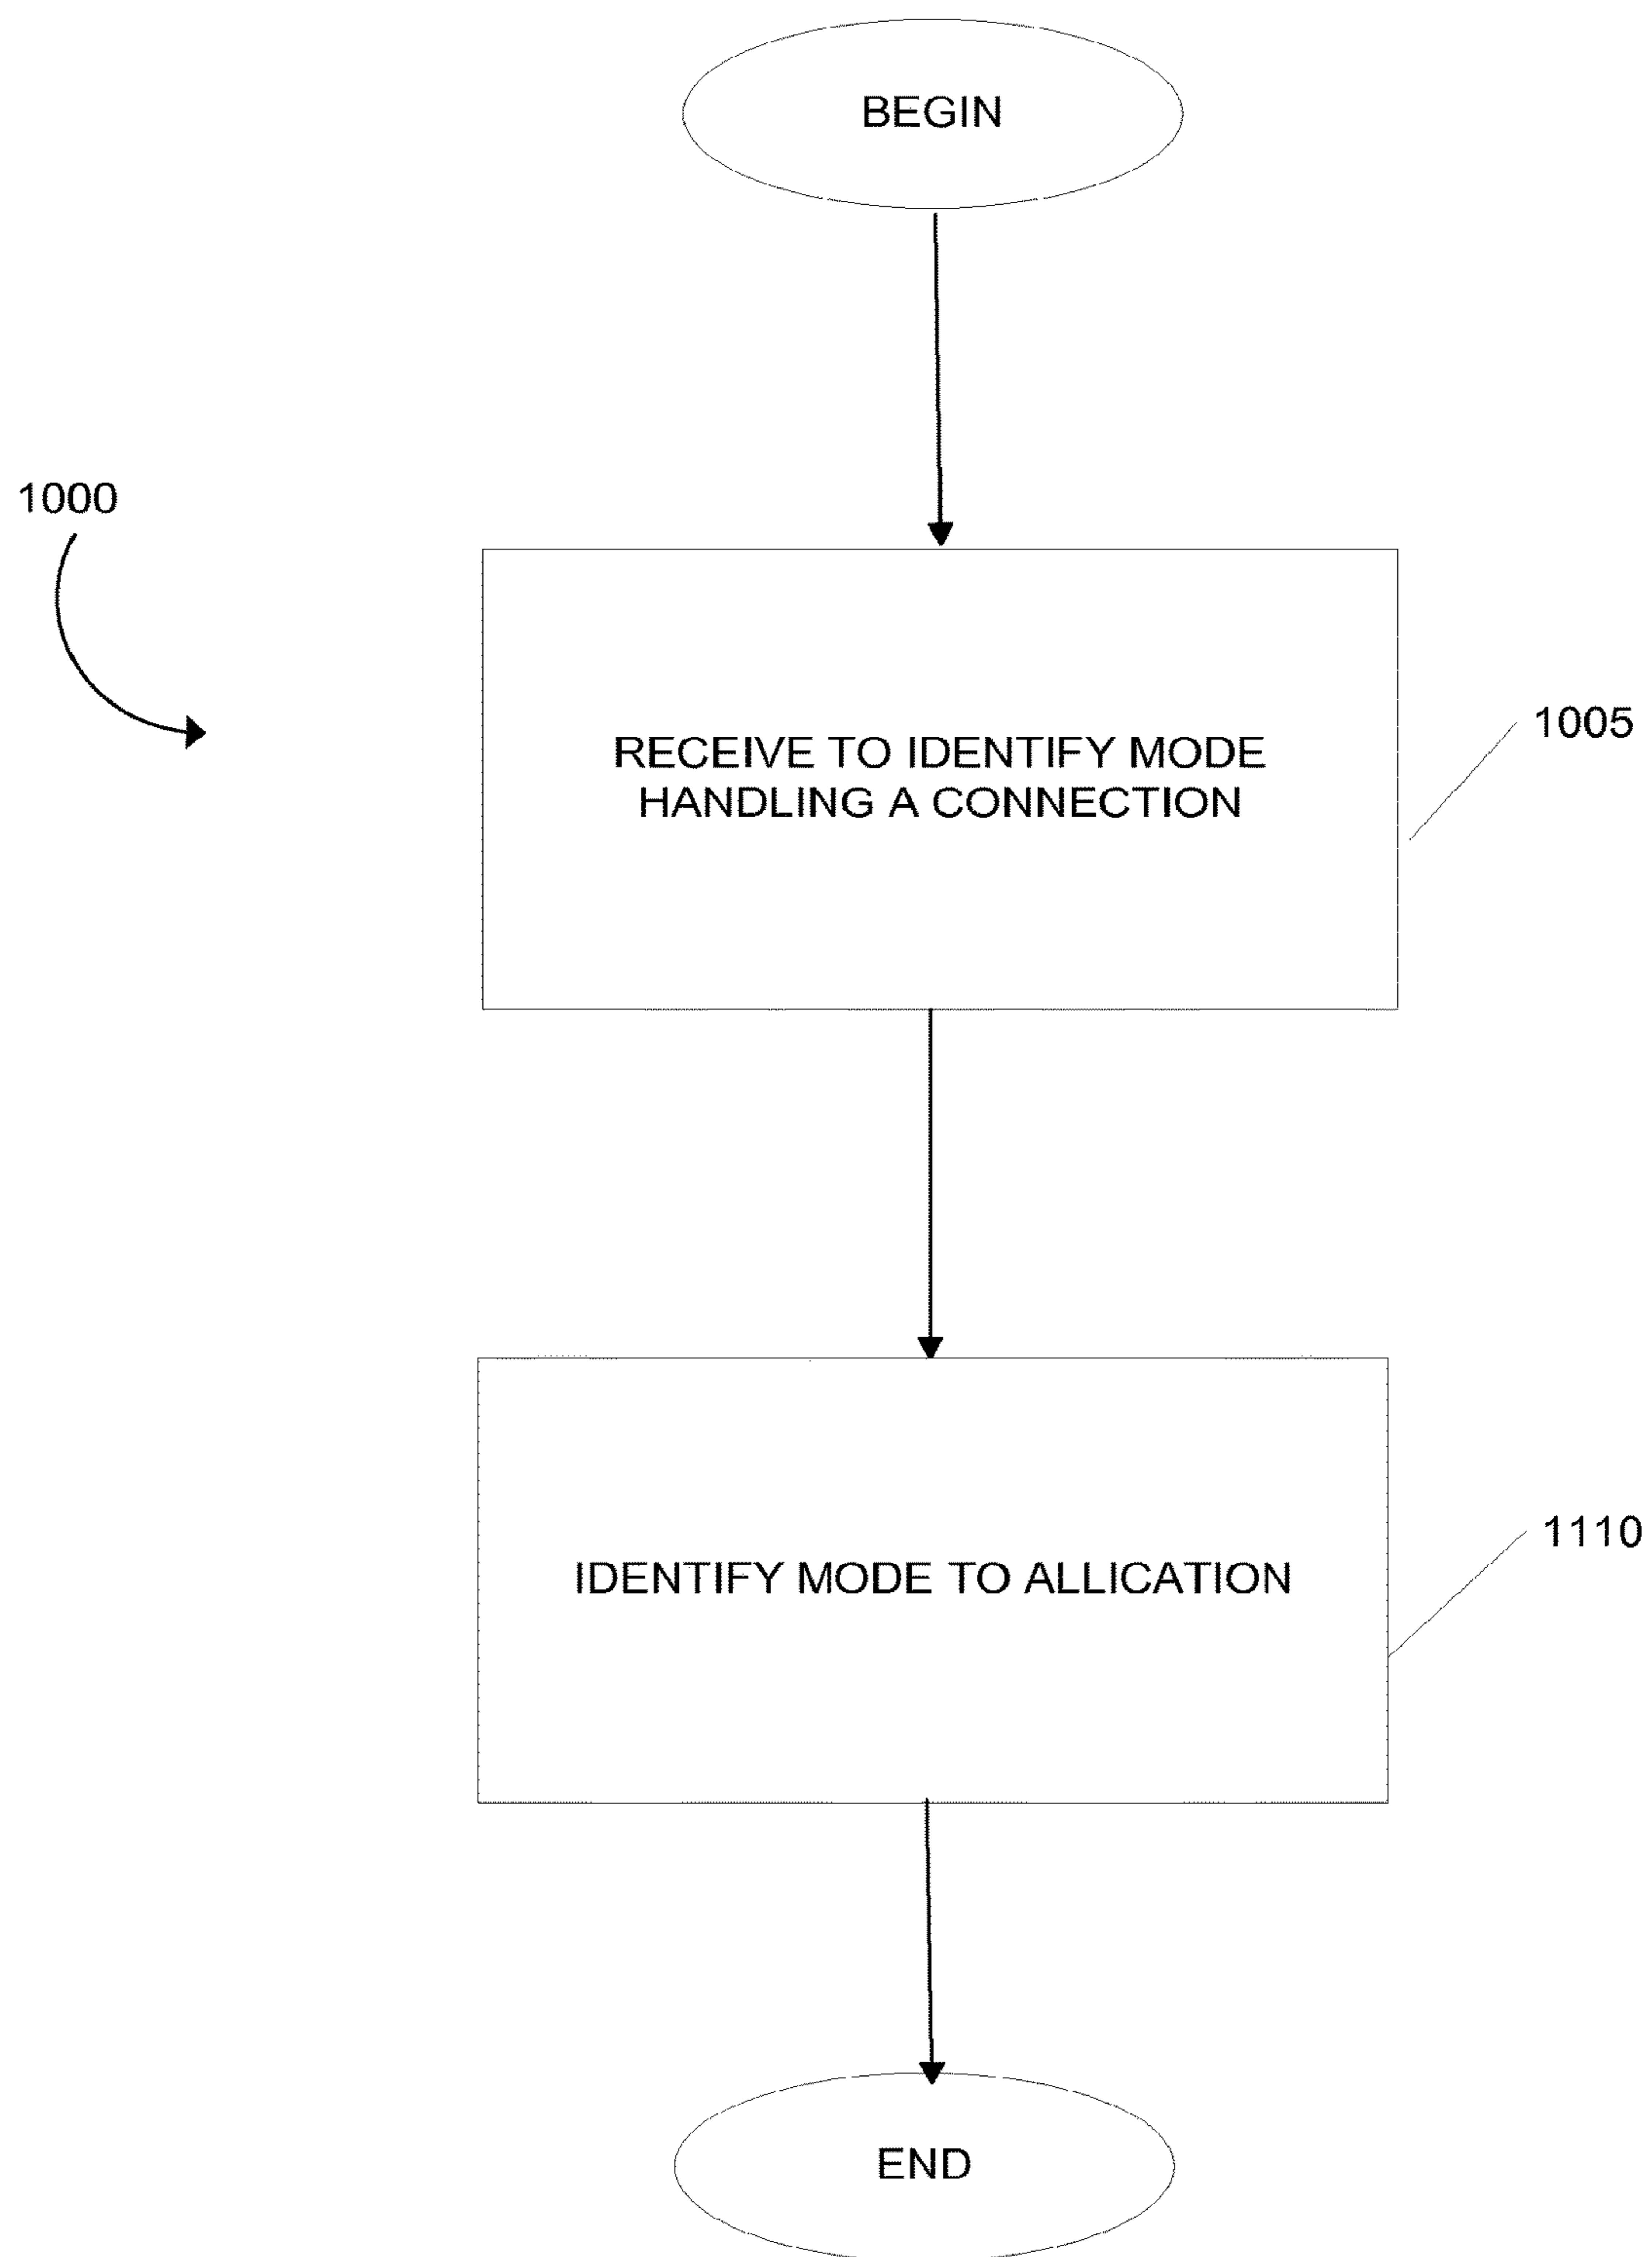 BEGIN
1000
RECEIVE TO IDENTIFY MODE
HANDLING A CONNECTION
1005
IDENTIFY MODE TO ALLICATION
1110
END